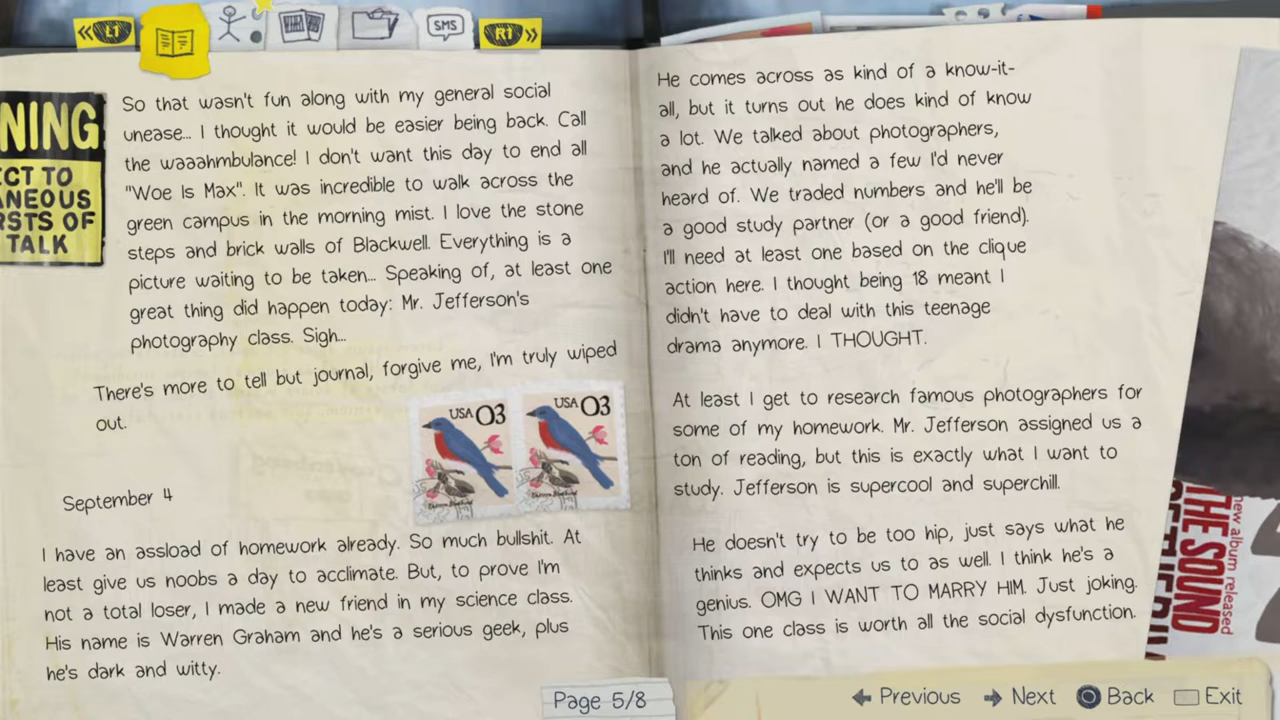 L1
SMS
R1
NING
ECT TO
ANEOUS
RSTS OF
TALK
So that wasn't fun along with my general social
unease... I thought it would be easier being back. Call
the waaahmbulance! I don't want this day to end all
"Woe Is Max". It was incredible to walk across the
green campus in the morning mist. I love the stone
steps and brick walls of Blackwell. Everything is a
picture waiting to be taken... Speaking of, at least one
great thing did happen today: Mr. Jefferson's
photography class. Sigh...
There's more to tell but journal, forgive me, I'm truly wiped
out.
USA 03
USA 03
September 4
I have an assload of homework already. So much bullshit. At
least give us noobs a day to acclimate. But, to prove I'm
not a total loser, I made a new friend in my science class.
His name is Warren Graham and he's a serious geek, plus
he's dark and witty.
He comes across as kind of a know-it-
all, but it turns out he does kind of know
a lot. We talked about photographers,
and he actually named a few I'd never
heard of. We traded numbers and he'll be
a good study partner (or a good friend).
I'll need at least one based on the clique
action here. I thought being 18 meant I
didn't have to deal with this teenage
drama anymore. I THOUGHT.
At least I get to research famous photographers for
some of my homework. Mr. Jefferson assigned us a
ton of reading, but this is exactly what I want to
study. Jefferson is supercool and superchill.
He doesn't try to be too hip, just says what he
thinks and expects us to as well. I think he's a
genius. OMG I WANT TO MARRY HIM. Just joking.
This one class is worth all the social dysfunction.
new album released
THE SOUND
Page 5/8
Previous
Next
Back
Exit